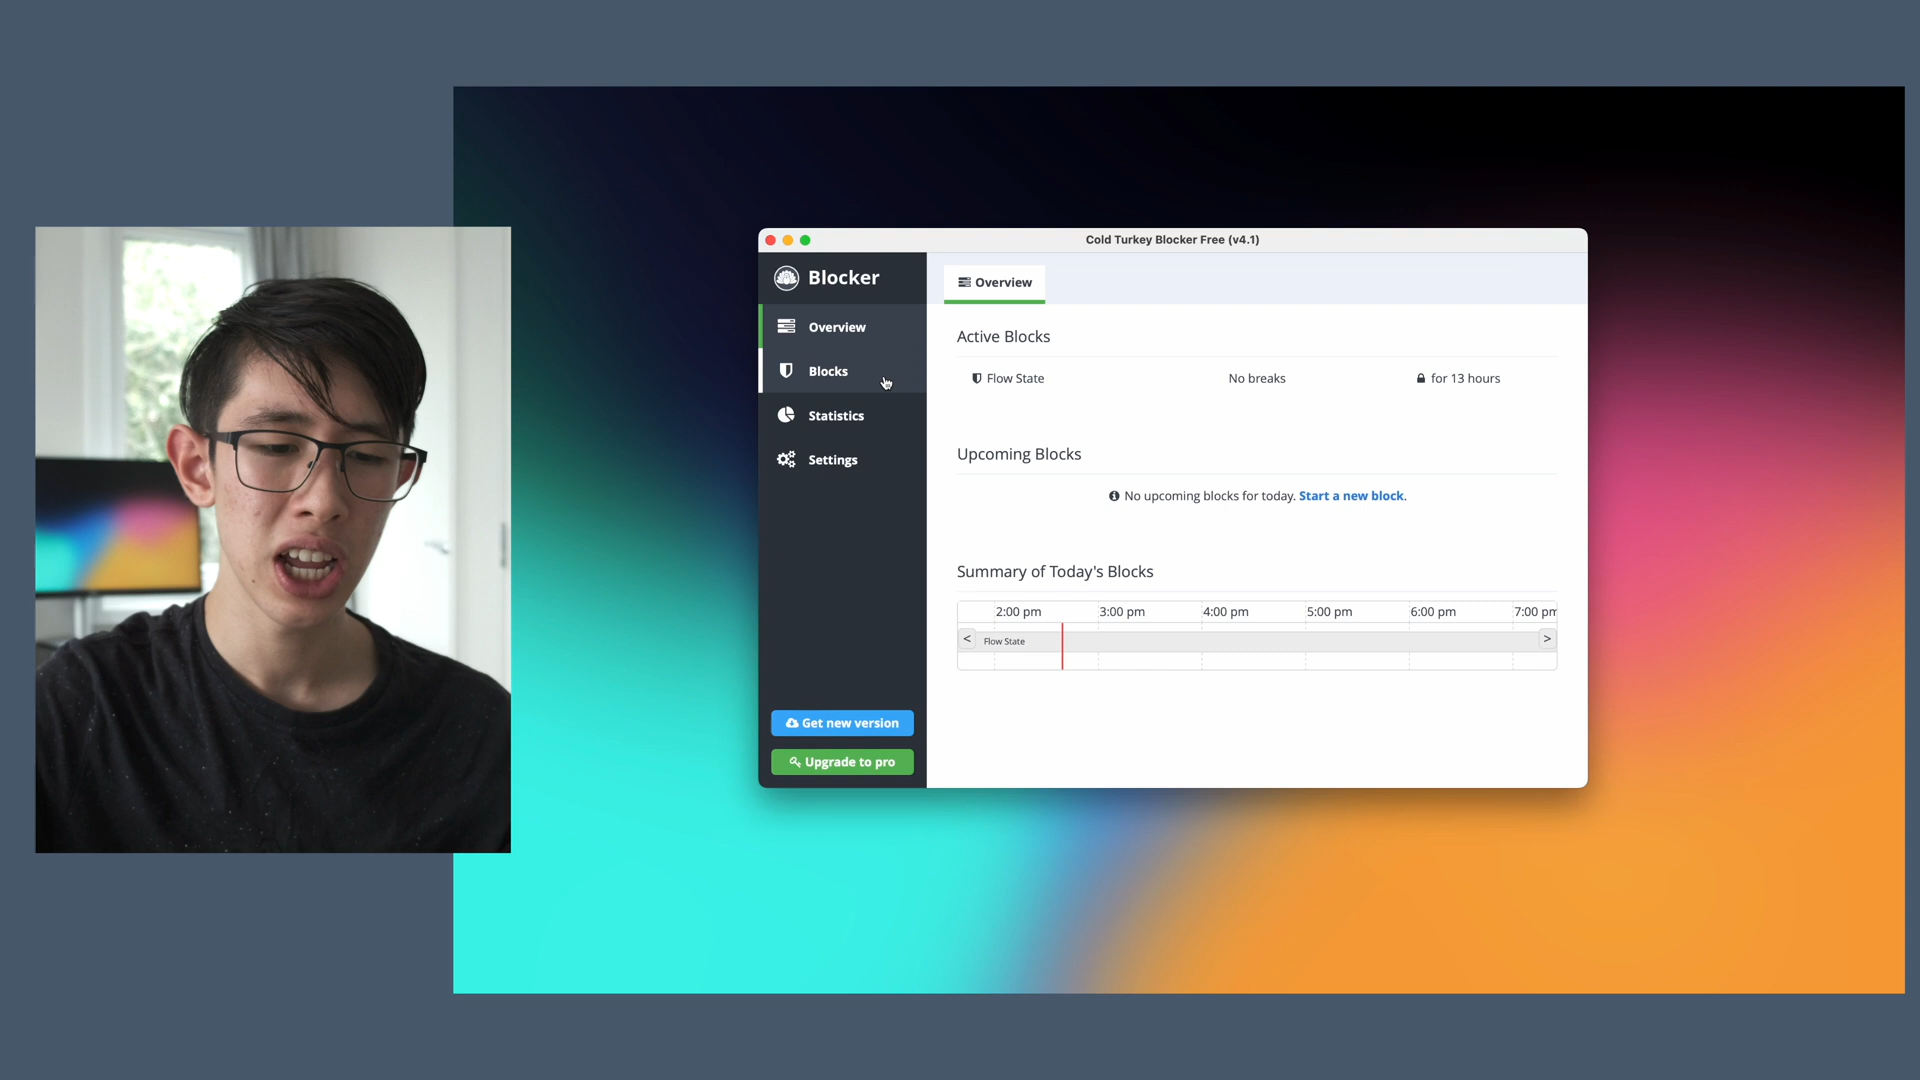 Cold Turkey Blocker Free (v4.1)
Blocker
Overview
Blocks
Statistics
Settings
Get new version
Upgrade to pro
Overview
Active Blocks
Flow State No breaks for 13 hours
Upcoming Blocks
No upcoming blocks for today. Start a new block.
Summary of Today's Blocks
2:00 pm 3:00 pm 4:00 pm 5:00 pm 6:00 pm 7:00 pm
< Flow State >